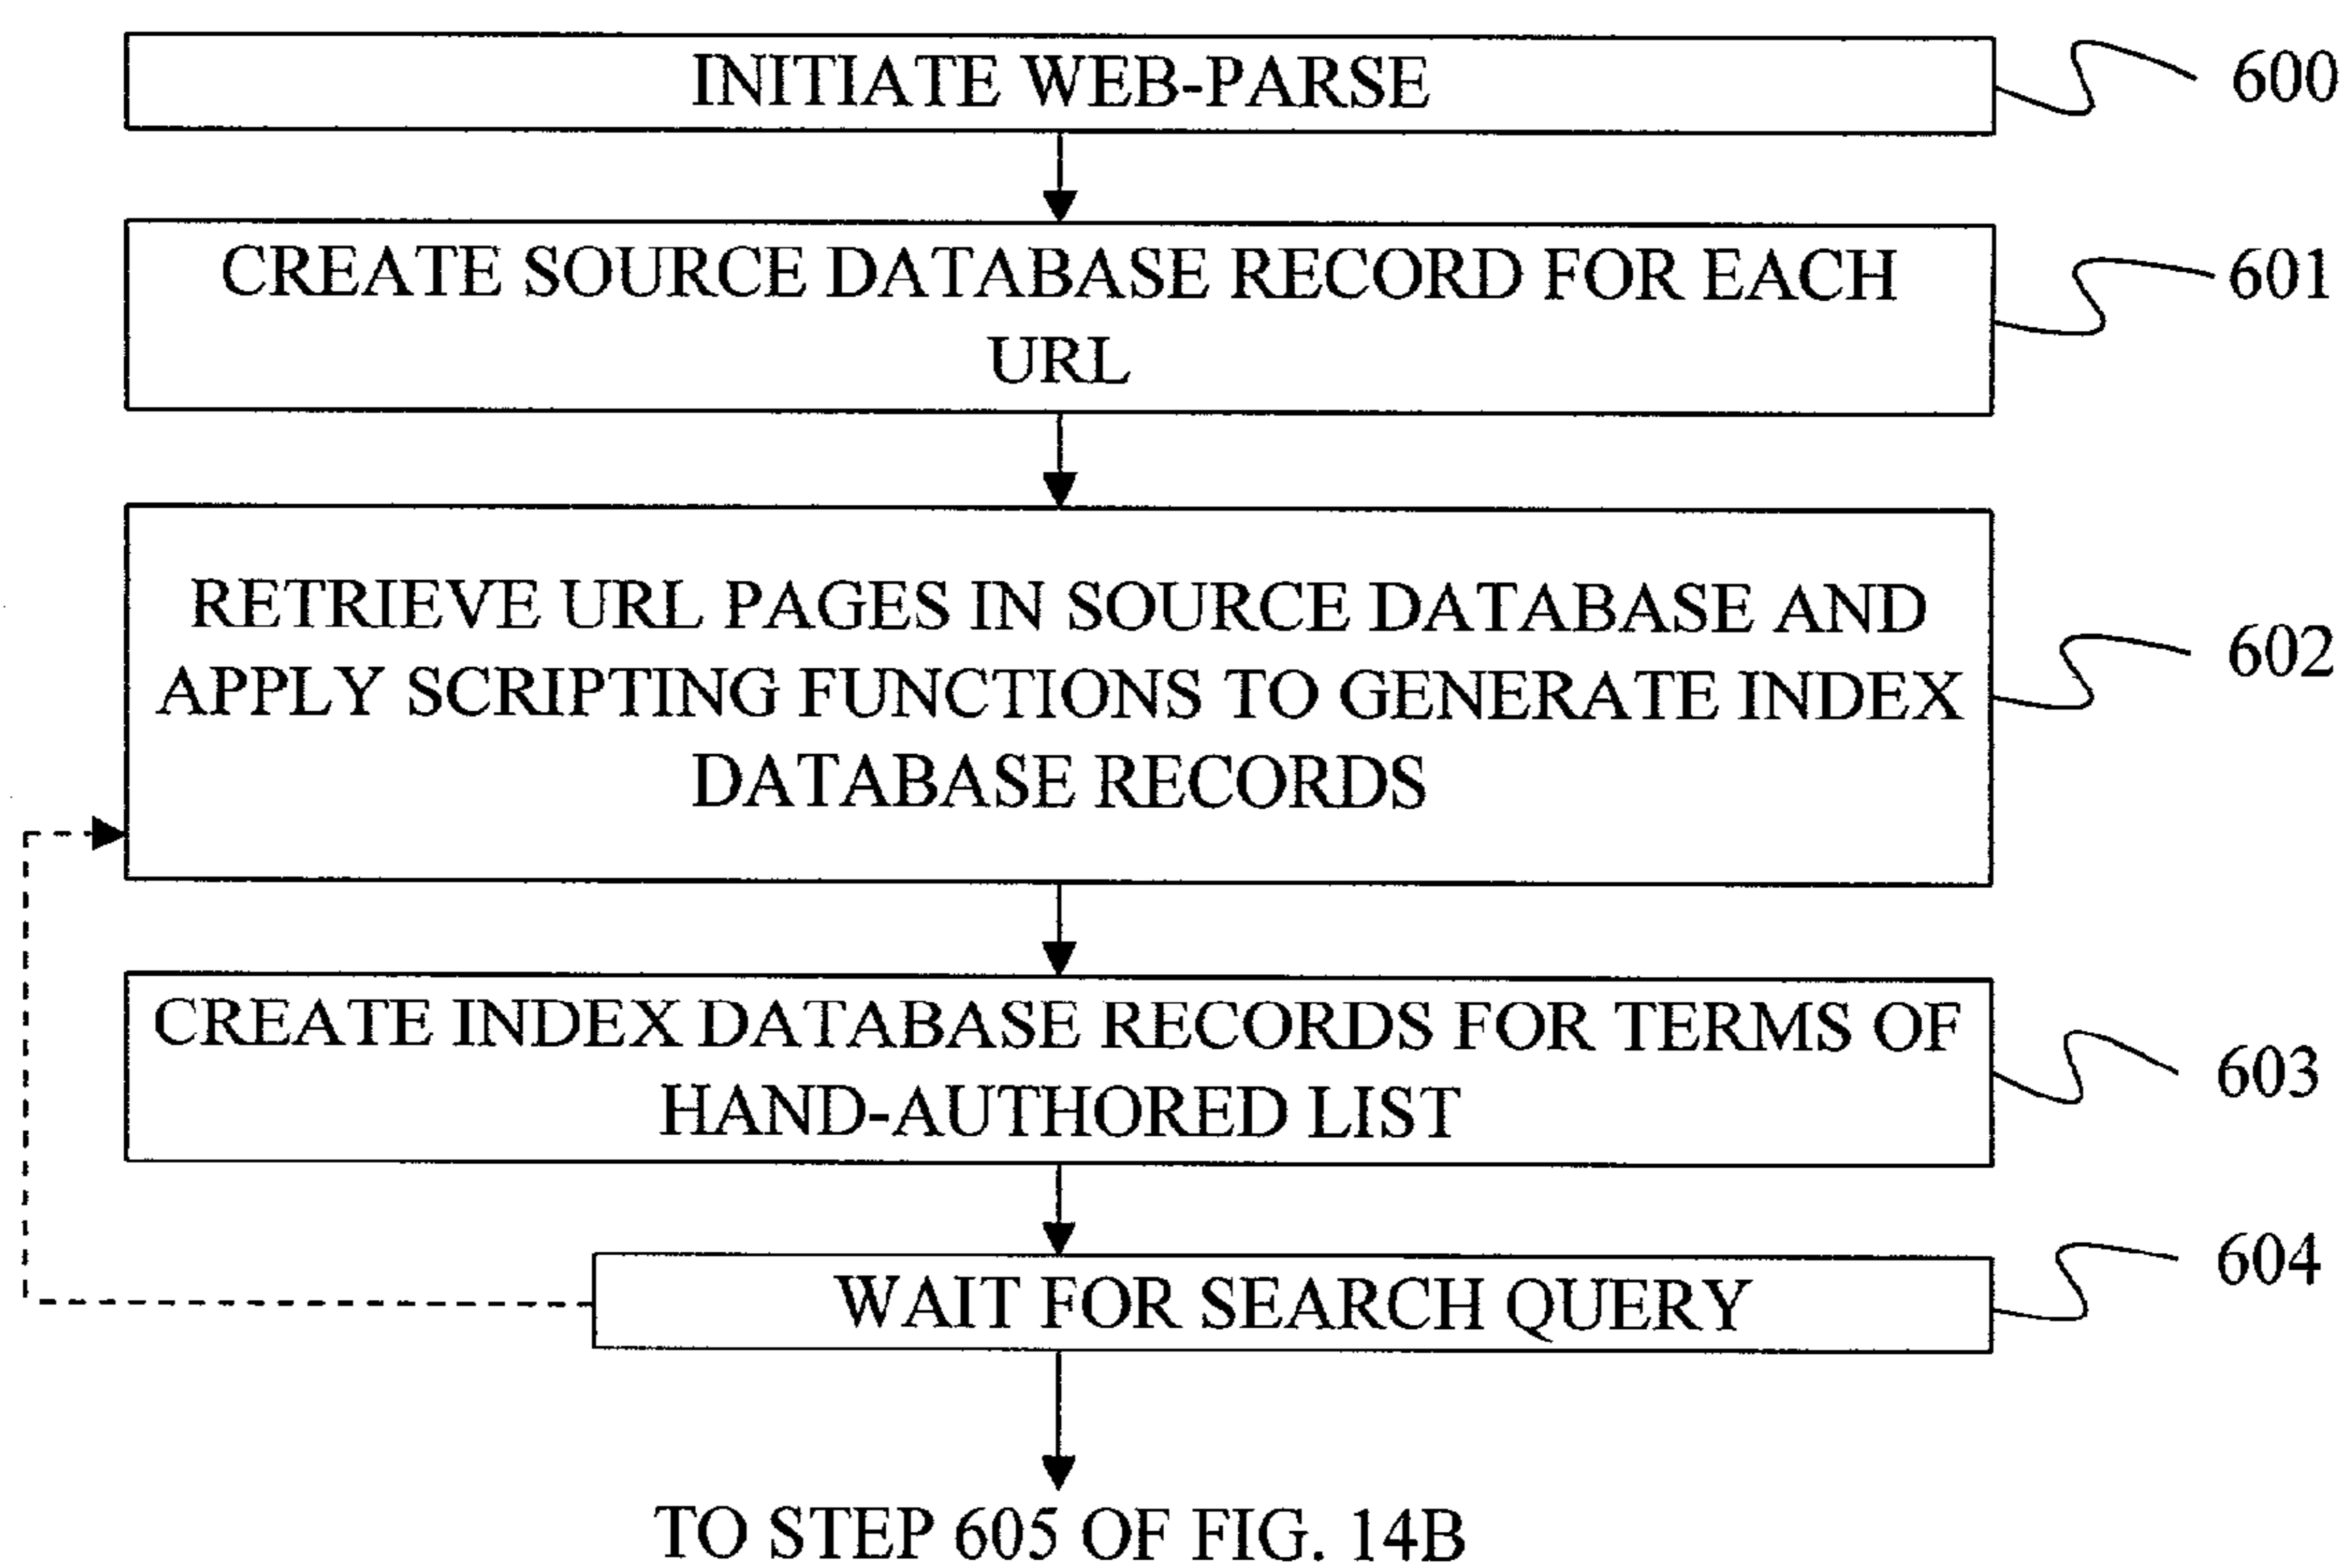 INITIATE WEB-PARSE
600
CREATE SOURCE DATABASE RECORD FOR EACH
URL
601
RETRIEVE URL PAGES IN SOURCE DATABASE AND
APPLY SCRIPTING FUNCTIONS TO GENERATE INDEX
DATABASE RECORDS
602
CREATE INDEX DATABASE RECORDS FOR TERMS OF
HAND-AUTHORED LIST
603
WAIT FOR SEARCH QUERY
604
TO STEP 605 OF FIG. 14B